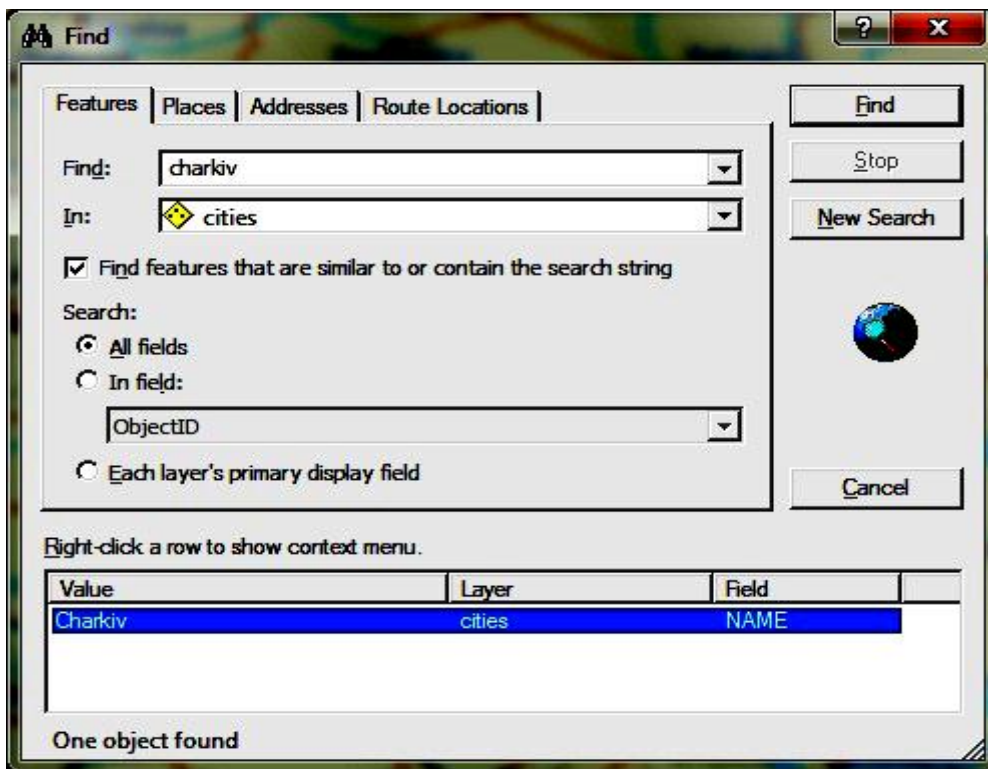 Find
?
X
Features Places Addresses Route Locations
Find: charkiv
In: cities
Find features that are similar to or contain the search string
Search:
All fields
In field:
ObjectID
Each layer's primary display field
Find
Stop
New Search
Cancel
Right-click a row to show context menu.
Value Layer Field
Charkiv cities NAME
One object found